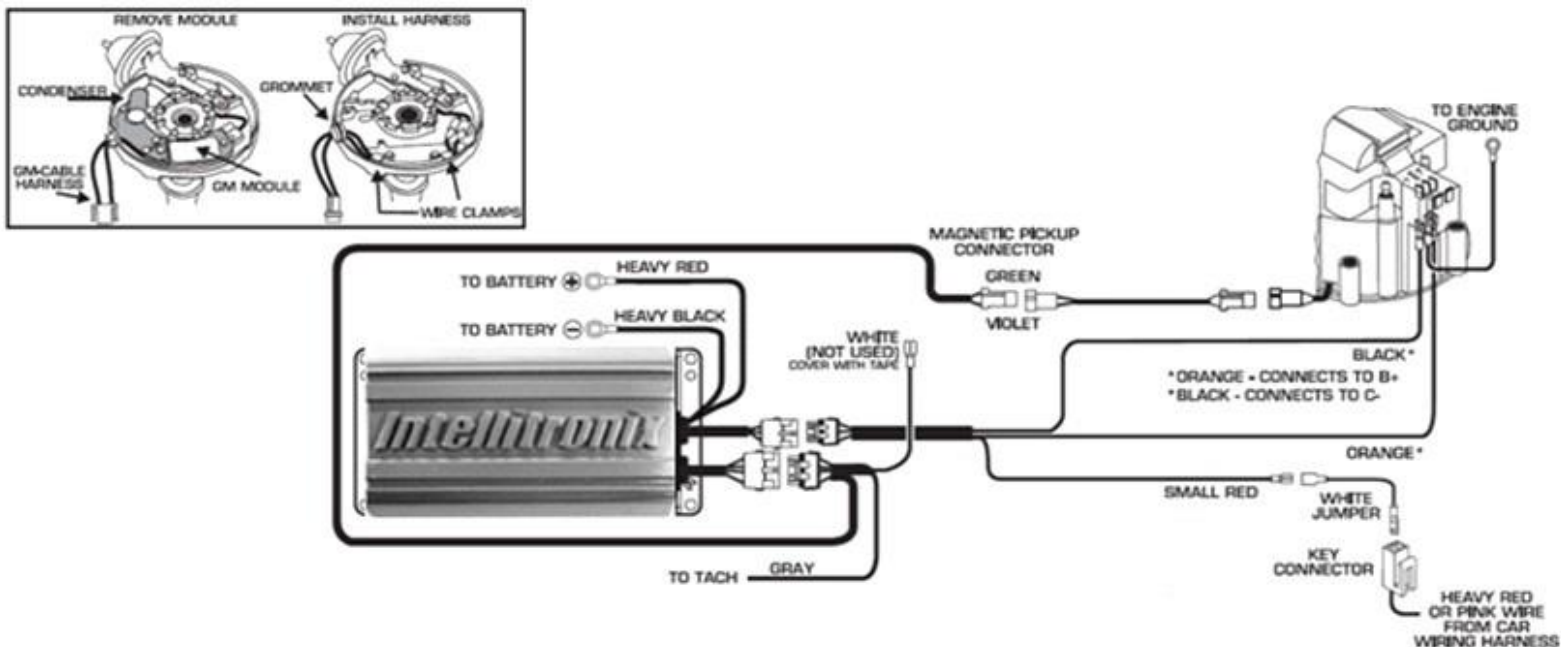 REMOVE MODULE
INSTALL HARNESS
CONDENSER
GROMMET
GM-CABLE
HARNESS
GM MODULE
WIRE CLAMPS
TO ENGINE
GROUND
MAGNETIC PICKUP
CONNECTOR
GREEN
VIOLET
TO BATTERY +
HEAVY RED
TO BATTERY -
HEAVY BLACK
WHITE
(NOT USED)
COVER WITH TAPE
Intellitronix
BLACK*
*ORANGE - CONNECTS TO B+
*BLACK - CONNECTS TO C-
ORANGE*
SMALL RED
WHITE
JUMPER
TO TACH
GRAY
KEY
CONNECTOR
HEAVY RED
OR PINK WIRE
FROM CAR
WIRING HARNESS